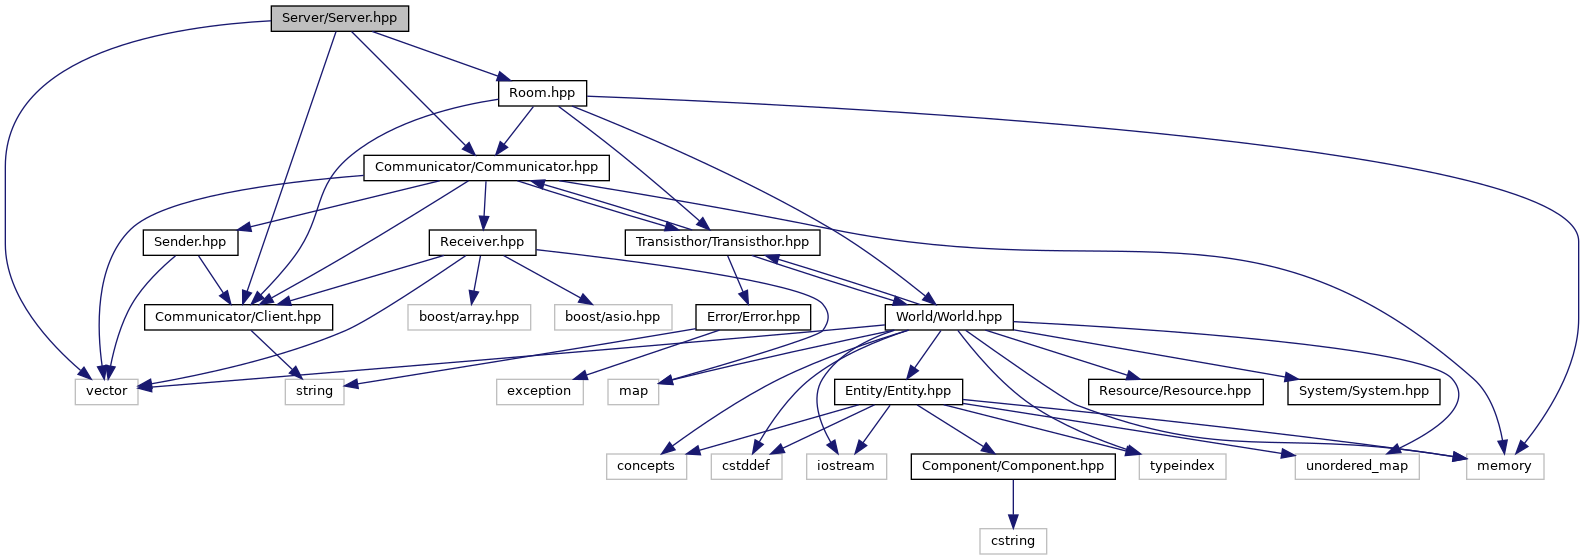 Server/Server.hpp
Room.hpp
Communicator/Communicator.hpp
Sender.hpp
Receiver.hpp
Transisthor/Transisthor.hpp
Communicator/Client.hpp
boost/array.hpp
boost/asio.hpp
Error/Error.hpp
World/World.hpp
vector
string
exception
map
Entity/Entity.hpp
Resource/Resource.hpp
System/System.hpp
concepts
cstddef
iostream
Component/Component.hpp
typeindex
unordered_map
memory
cstring